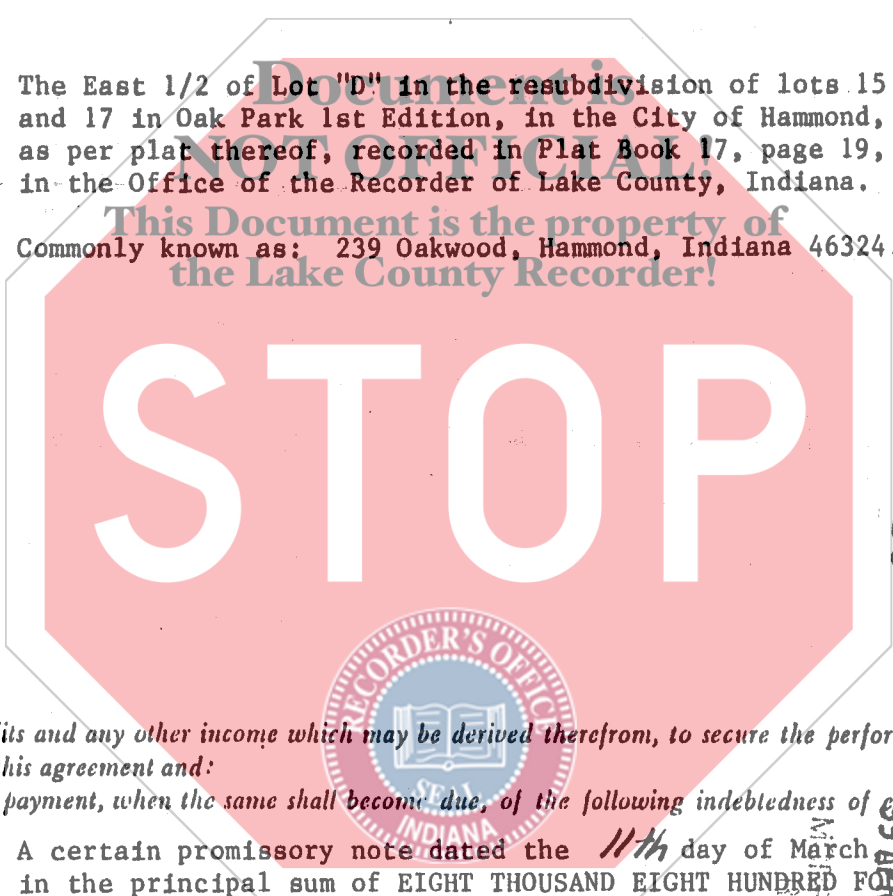 Document is
NOT OFFICIAL!
This Document is the property of
the Lake County Recorder!
The East 1/2 of Lot "D" in the resubdivision of lots 15
and 17 in Oak Park 1st Edition, in the City of Hammond,
as per plat thereof, recorded in Plat Book 17, page 19,
in the Office of the Recorder of Lake County, Indiana.
Commonly known as: 239 Oakwood, Hammond, Indiana 46324.
STOP
RECORDER'S OFFICE
SEAL
INDIANA
its and any other income which may be derived therefrom, to secure the perfor
his agreement and:
payment, when the same shall become due, of the following indebtedness of
A certain promissory note dated the 11th day of March
in the principal sum of EIGHT THOUSAND EIGHT HUNDRED FO